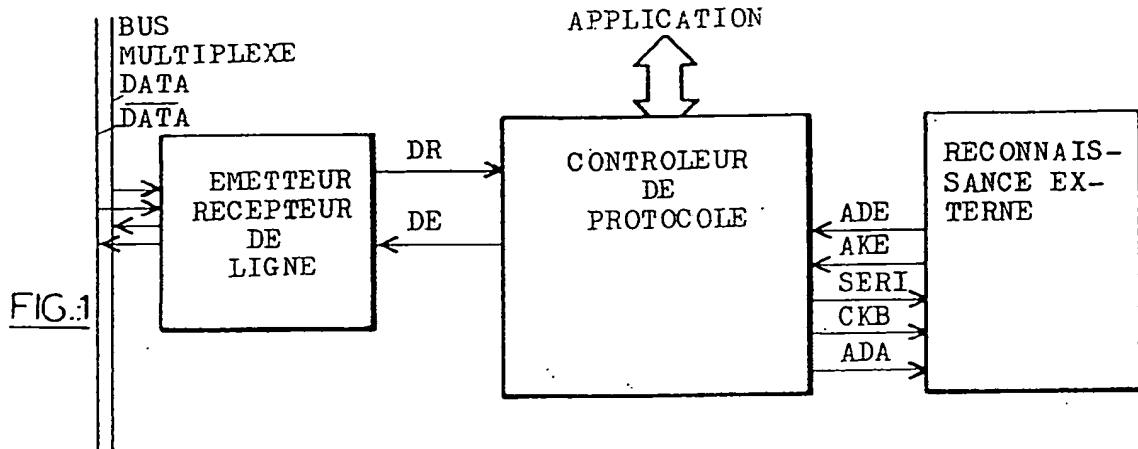 BUS
MULTIPLEXE
DATA
DATA
APPLICATION
EMETTEUR
RECEPTEUR
DE
LIGNE
DR
DE
CONTROLEUR
DE
PROTOCOLE
ADE
AKE
SERI
CKB
ADA
RECONNAIS-
SANCE EX-
TERNE
FIG.:1